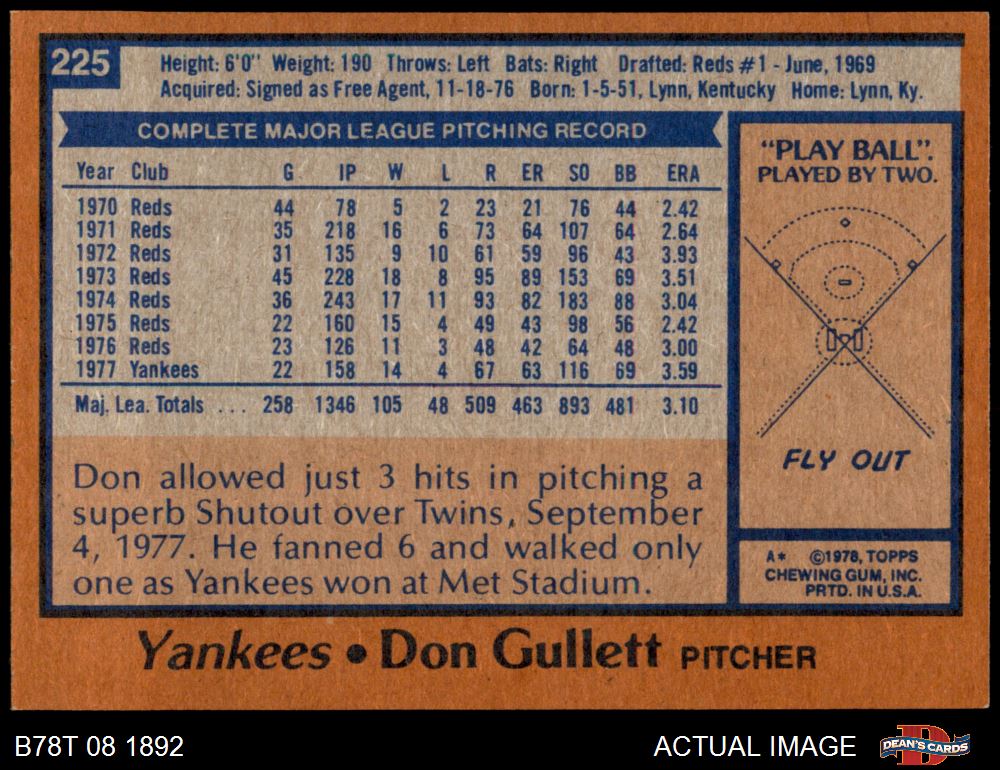 225
Height: 6'0" Weight: 190 Throws: Left Bats: Right Drafted: Reds #1 - June, 1969
Acquired: Signed as Free Agent, 11-18-76 Born: 1-5-51, Lynn, Kentucky Home: Lynn, Ky.
COMPLETE MAJOR LEAGUE PITCHING RECORD
Year Club G IP W L R ER SO BB ERA
1970 Reds 44 78 5 2 23 21 76 44 2.42
1971 Reds 35 218 16 6 73 64 107 64 2.64
1972 Reds 31 135 9 10 61 59 96 43 3.93
1973 Reds 45 228 18 8 95 89 153 69 3.51
1974 Reds 36 243 17 11 93 82 183 88 3.04
1975 Reds 22 160 15 4 49 43 98 56 2.42
1976 Reds 23 126 11 3 48 42 64 48 3.00
1977 Yankees 22 158 14 4 67 63 116 69 3.59
Maj. Lea. Totals ... 258 1346 105 48 509 463 893 481 3.10
Don allowed just 3 hits in pitching a
superb Shutout over Twins, September
4, 1977. He fanned 6 and walked only
one as Yankees won at Met Stadium.
"PLAY BALL".
PLAYED BY TWO.
FLY OUT
A* ©1978, TOPPS
CHEWING GUM, INC.
PRTD. IN U.S.A.
Yankees • Don Gullett PITCHER
B78T 08 1892
ACTUAL IMAGE
DEAN'S CARDS